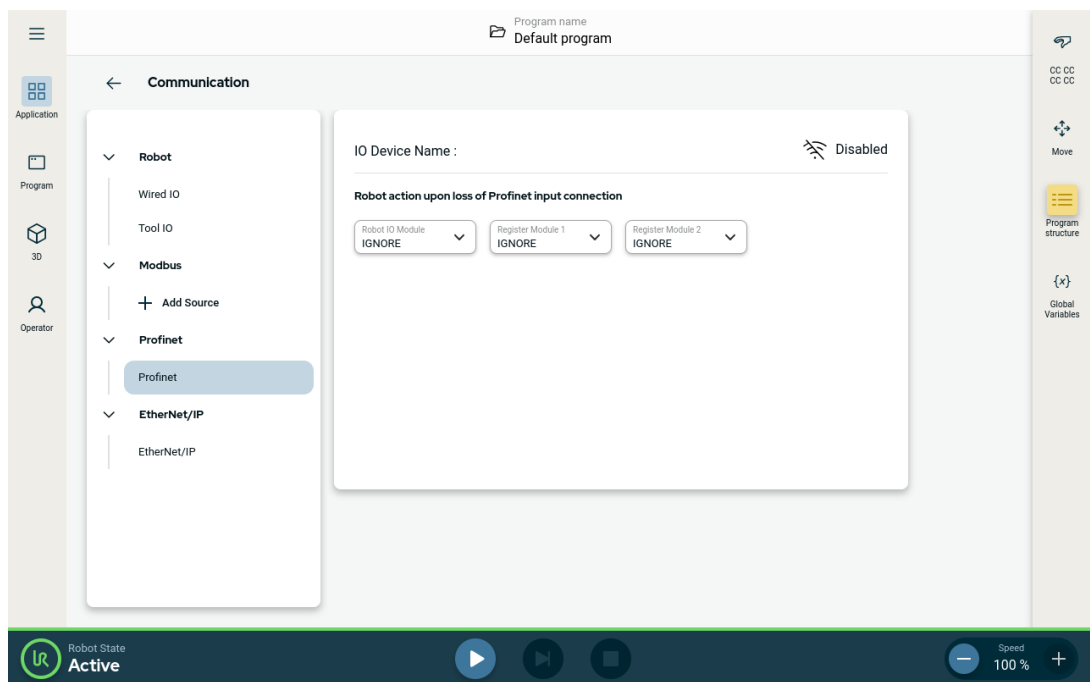 Program name
Default program
Communication
Application
Program
3D
Operator
Robot
Wired IO
Tool IO
Modbus
Add Source
Profinet
Profinet
EtherNet/IP
EtherNet/IP
IO Device Name :
Disabled
Robot action upon loss of Profinet input connection
Robot IO Module
IGNORE
Register Module 1
IGNORE
Register Module 2
IGNORE
CC CC
CC CC
Move
Program
structure
{x}
Global
Variables
UR
Robot State
Active
Speed
100 %